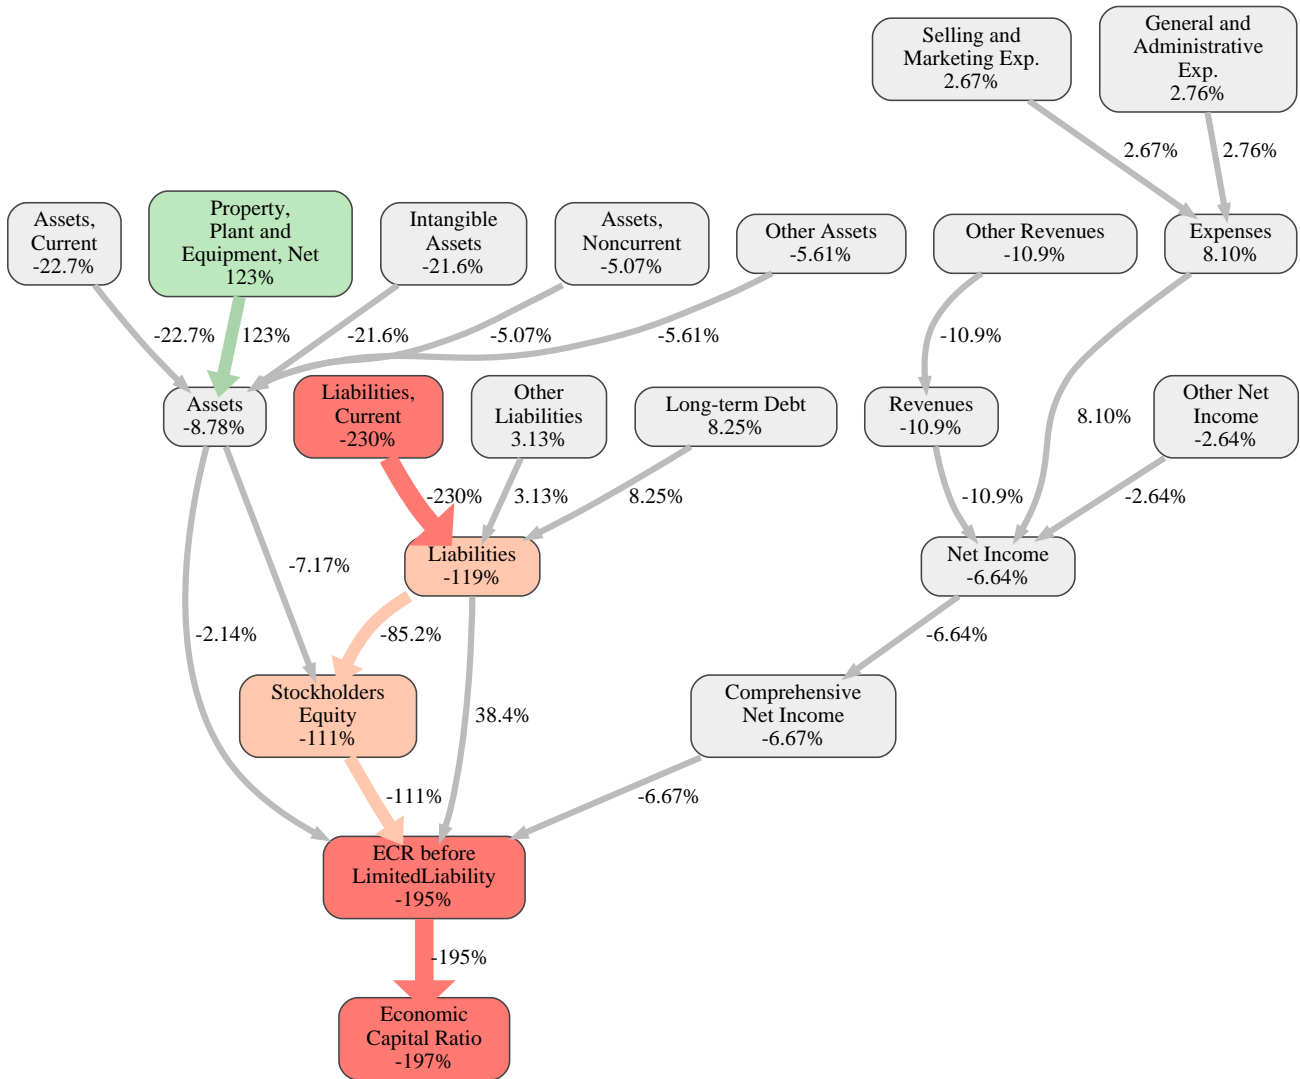 Selling and
Marketing Exp.
2.67%
General and
Administrative
Exp.
2.76%
2.67%
2.76%
Assets,
Current
-22.7%
Property,
Plant and
Equipment, Net
123%
Intangible
Assets
-21.6%
Assets,
Noncurrent
-5.07%
Other Assets
-5.61%
Other Revenues
-10.9%
Expenses
8.10%
-22.7%
123%
-21.6%
-5.07%
-5.61%
-10.9%
Assets
-8.78%
Liabilities,
Current
-230%
Other
Liabilities
3.13%
Long-term Debt
8.25%
Revenues
-10.9%
8.10%
Other Net
Income
-2.64%
-230%
3.13%
8.25%
-10.9%
-2.64%
-7.17%
Liabilities
-119%
Net Income
-6.64%
-2.14%
-85.2%
-6.64%
Stockholders
Equity
-111%
38.4%
Comprehensive
Net Income
-6.67%
-111%
-6.67%
ECR before
LimitedLiability
-195%
-195%
Economic
Capital Ratio
-197%